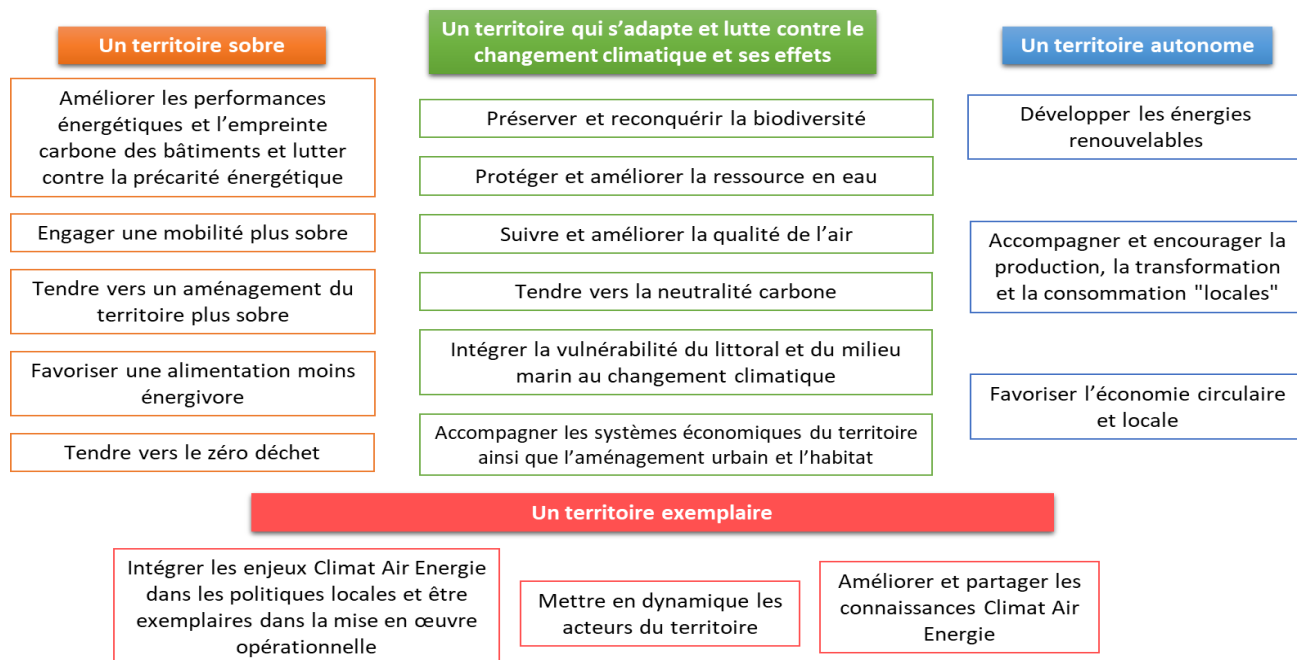 Un territoire sobre
Améliorer les performances
énergétiques et l’empreinte
carbone des bâtiments et lutter
contre la précarité énergétique
Engager une mobilité plus sobre
Tendre vers un aménagement du
territoire plus sobre
Favoriser une alimentation moins
énergivore
Tendre vers le zéro déchet
Un territoire qui s’adapte et lutte contre le
changement climatique et ses effets
Préserver et reconquérir la biodiversité
Protéger et améliorer la ressource en eau
Suivre et améliorer la qualité de l’air
Tendre vers la neutralité carbone
Intégrer la vulnérabilité du littoral et du milieu
marin au changement climatique
Accompagner les systèmes économiques du territoire
ainsi que l’aménagement urbain et l’habitat
Un territoire autonome
Développer les énergies
renouvelables
Accompagner et encourager la
production, la transformation
et la consommation "locales"
Favoriser l’économie circulaire
et locale
Un territoire exemplaire
Intégrer les enjeux Climat Air Energie
dans les politiques locales et être
exemplaires dans la mise en œuvre
opérationnelle
Mettre en dynamique les
acteurs du territoire
Améliorer et partager les
connaissances Climat Air
Energie